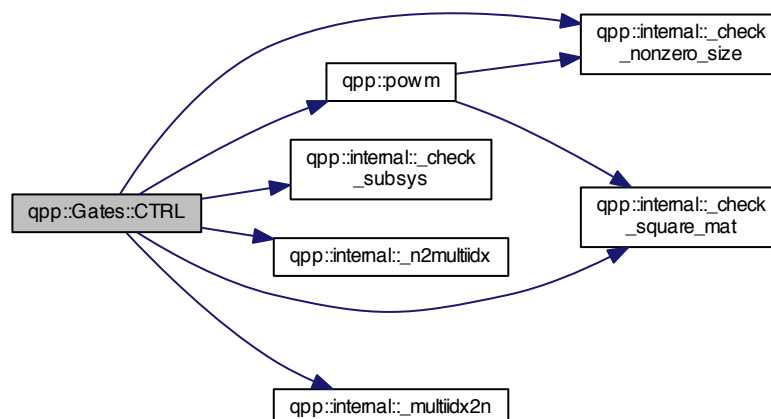 qpp::internal::_check
_nonzero_size
qpp::powm
qpp::internal::_check
_subsys
qpp::Gates::CTRL
qpp::internal::_check
_square_mat
qpp::internal::_n2multiidx
qpp::internal::_multiidx2n